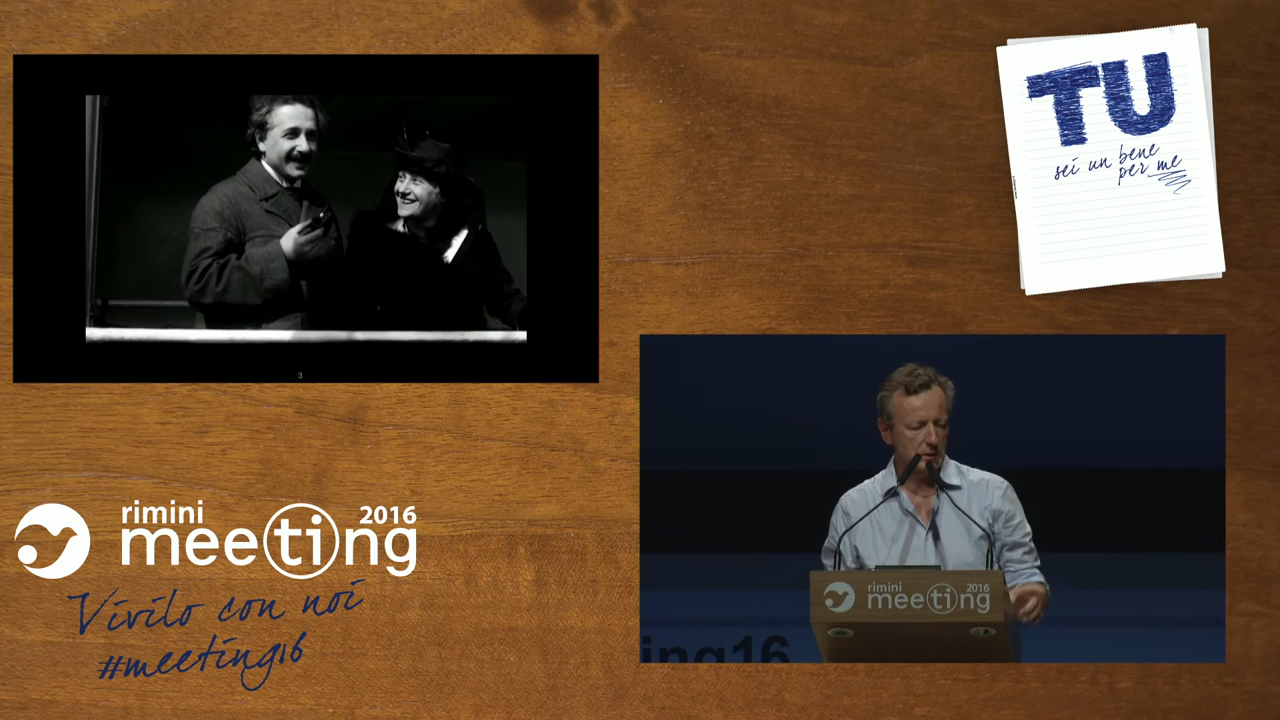 TU
sei un bene
per me
3
rimini
2016
meeting
Vivilo con noi
#meeting16
rimini
2016
meeting
ing16